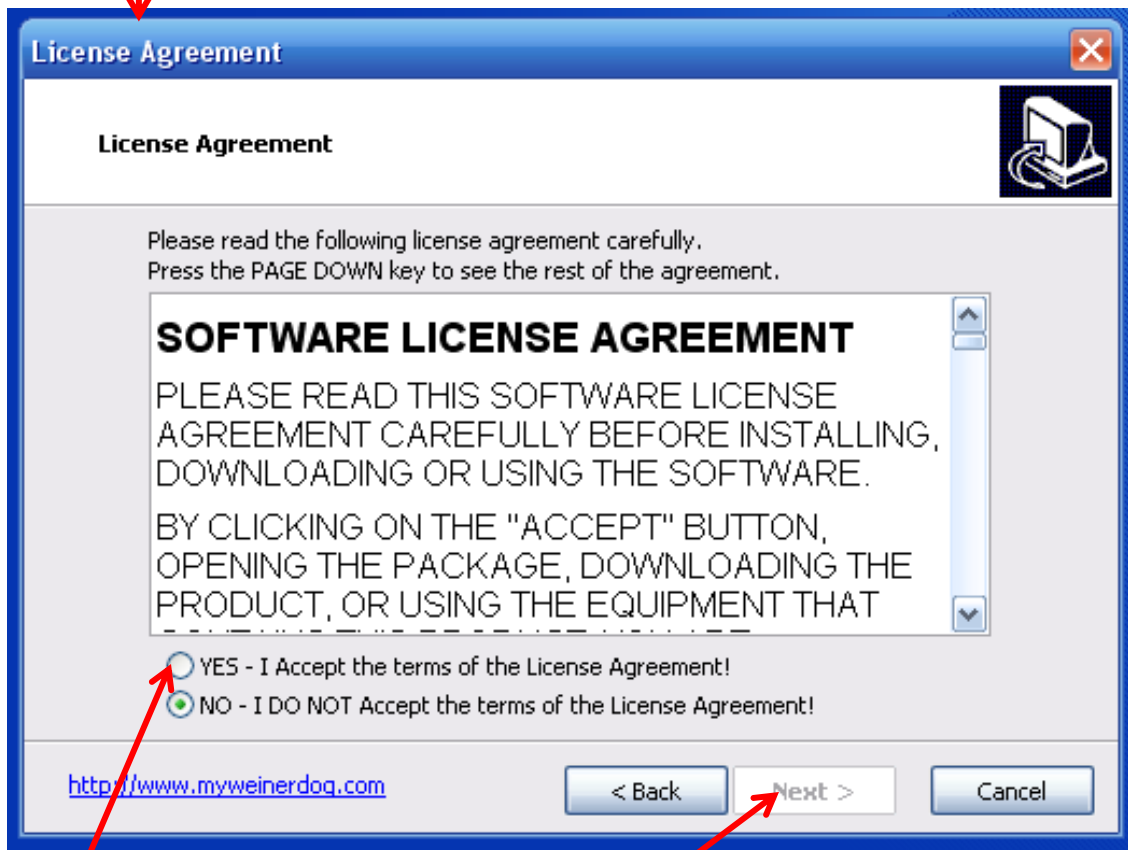 License Agreement
License Agreement
Please read the following license agreement carefully.
Press the PAGE DOWN key to see the rest of the agreement.
SOFTWARE LICENSE AGREEMENT
PLEASE READ THIS SOFTWARE LICENSE
AGREEMENT CAREFULLY BEFORE INSTALLING,
DOWNLOADING OR USING THE SOFTWARE.
BY CLICKING ON THE "ACCEPT" BUTTON,
OPENING THE PACKAGE, DOWNLOADING THE
PRODUCT, OR USING THE EQUIPMENT THAT
YES - I Accept the terms of the License Agreement!
NO - I DO NOT Accept the terms of the License Agreement!
http://www.myweinerdog.com
< Back
Next >
Cancel